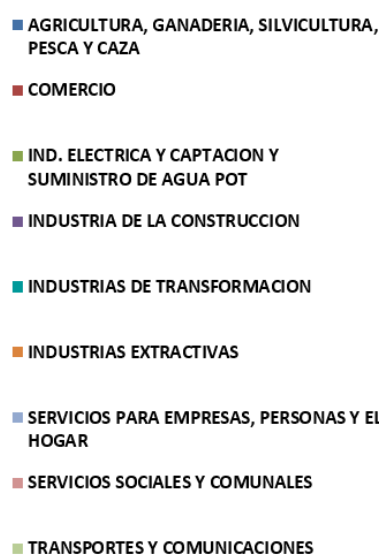 AGRICULTURA, GANADERIA, SILVICULTURA,
PESCA Y CAZA
COMERCIO
IND. ELECTRICA Y CAPTACION Y
SUMINISTRO DE AGUA POT
INDUSTRIA DE LA CONSTRUCCION
INDUSTRIAS DE TRANSFORMACION
INDUSTRIAS EXTRACTIVAS
SERVICIOS PARA EMPRESAS, PERSONAS Y EL
HOGAR
SERVICIOS SOCIALES Y COMUNALES
TRANSPORTES Y COMUNICACIONES